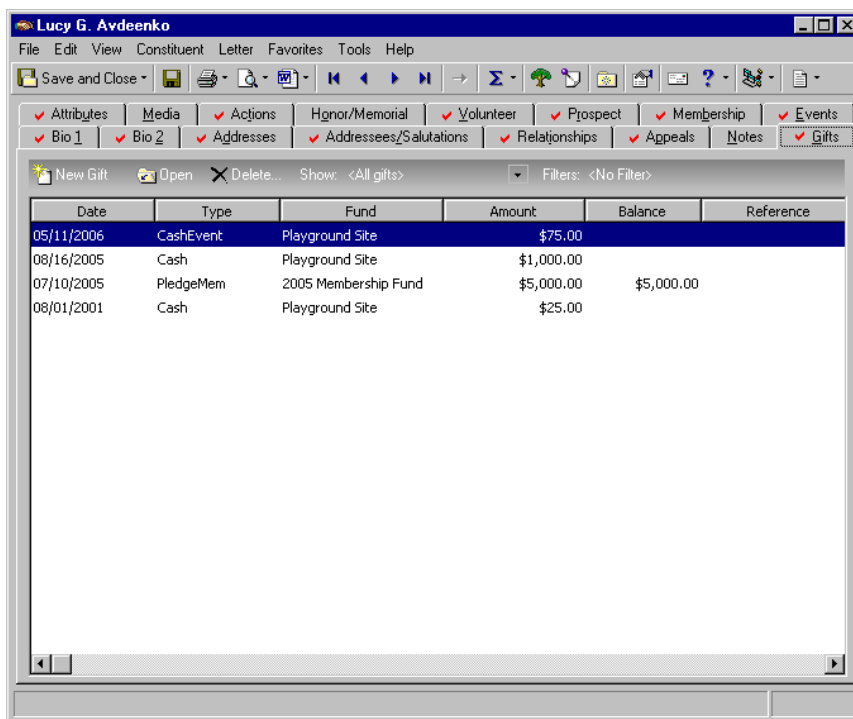 Lucy G. Avdeenko
File Edit View Constituent Letter Favorites Tools Help
Save and Close
Attributes Media Actions Honor/Memorial Volunteer Prospect Membership Events
Bio 1 Bio 2 Addresses Addressees/Salutations Relationships Appeals Notes Gifts
New Gift Open Delete... Show: <All gifts> Filters: <No Filter>
Date Type Fund Amount Balance Reference
05/11/2006 CashEvent Playground Site $75.00
08/16/2005 Cash Playground Site $1,000.00
07/10/2005 PledgeMem 2005 Membership Fund $5,000.00 $5,000.00
08/01/2001 Cash Playground Site $25.00